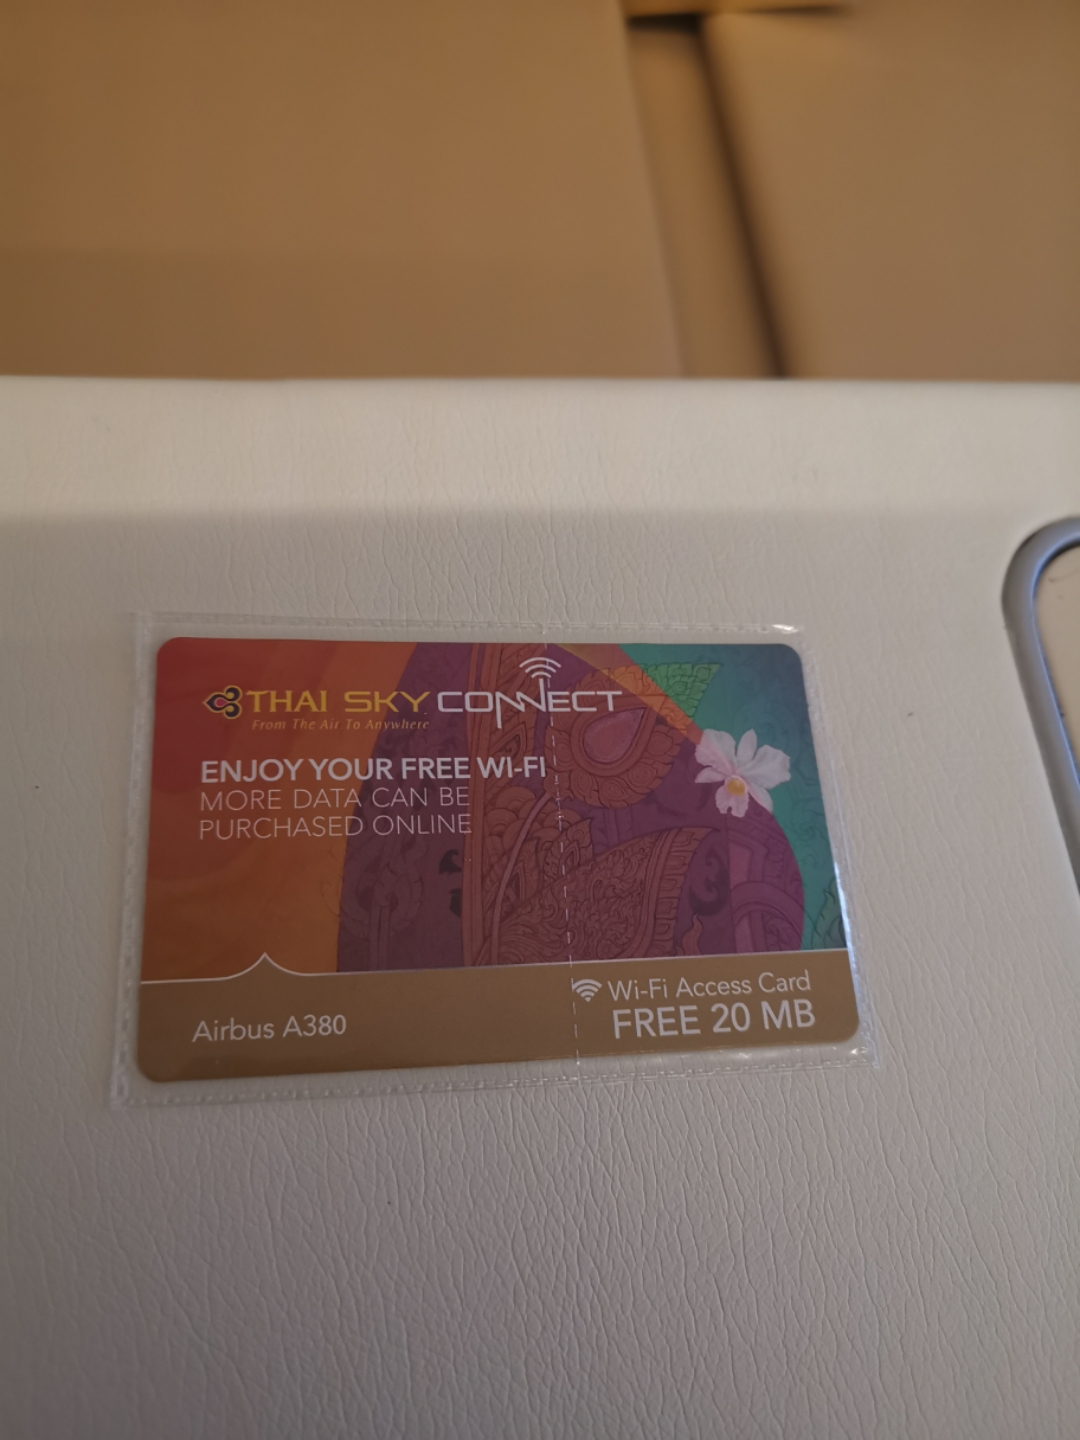 THAI SKY CONNECT
From The Air To Anywhere
ENJOY YOUR FREE WI-FI
MORE DATA CAN BE
PURCHASED ONLINE
Airbus A380
Wi-Fi Access Card
FREE 20 MB